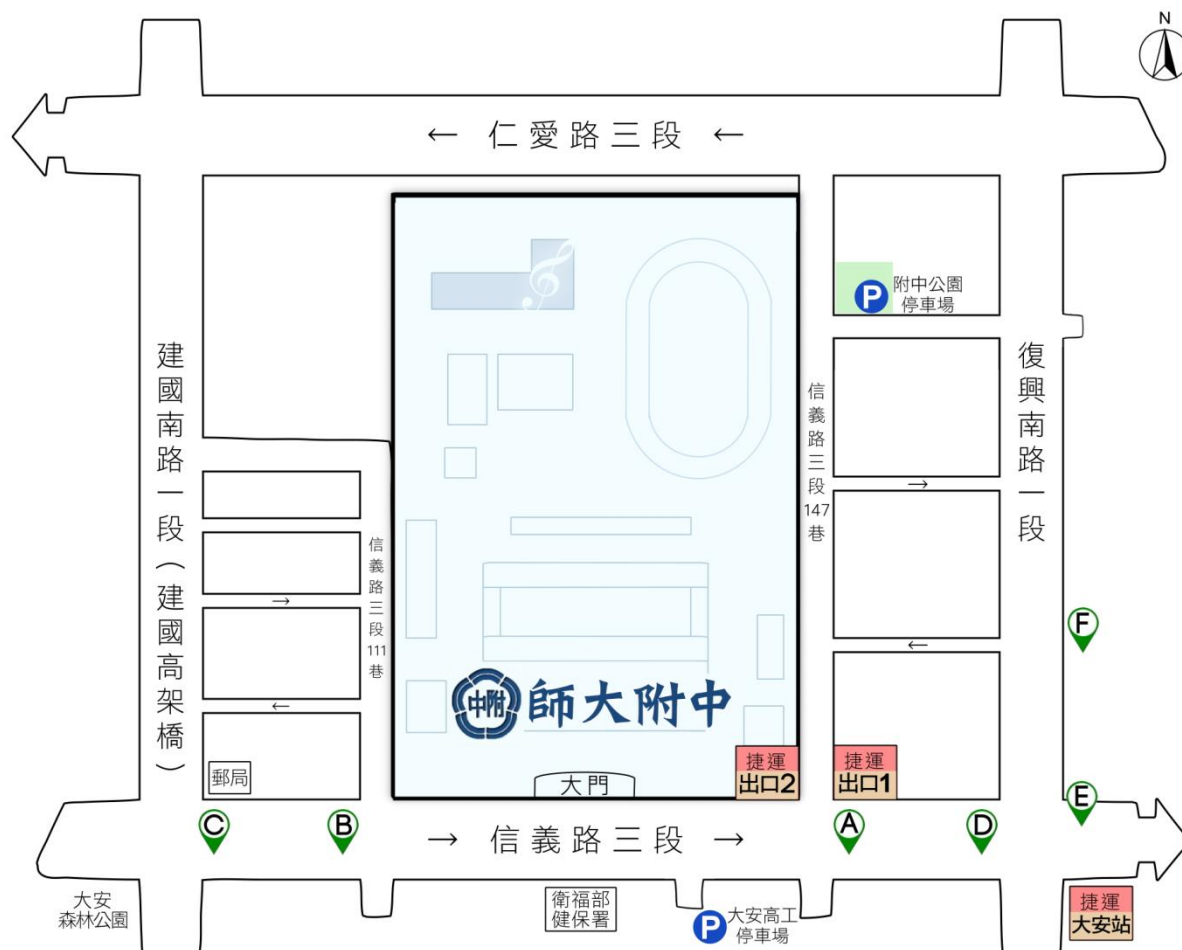 N
← 仁愛路三段 ←
P 附中公園
停車場
建國南路一段(建國高架橋)
復興南路一段
信義路三段147巷
→
信義路三段111巷
→
←
F
←
附中 師大附中
郵局
大門
捷運
出口2
捷運
出口1
C
B
→ 信義路三段 →
A
D
E
大安
森林公園
衛福部
健保署
P 大安高工
停車場
捷運
大安站